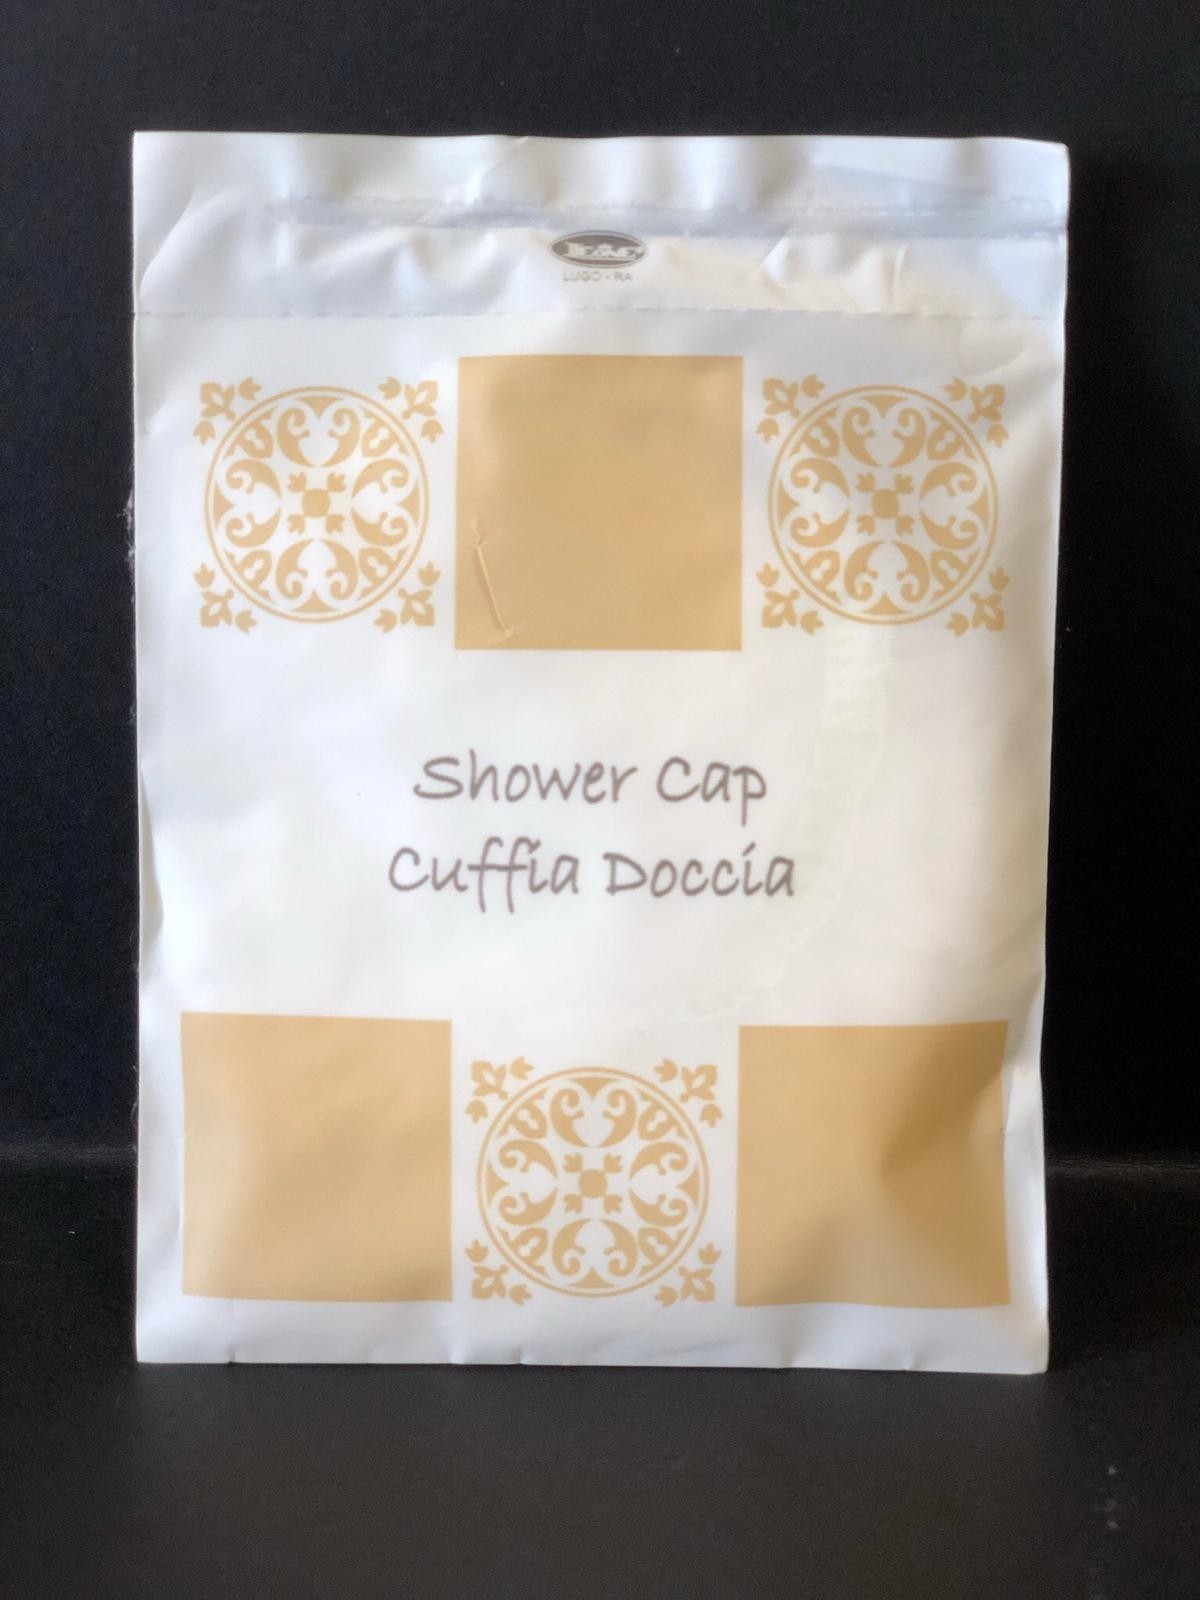 LUGO - RA
Shower Cap
Cuffia Doccia